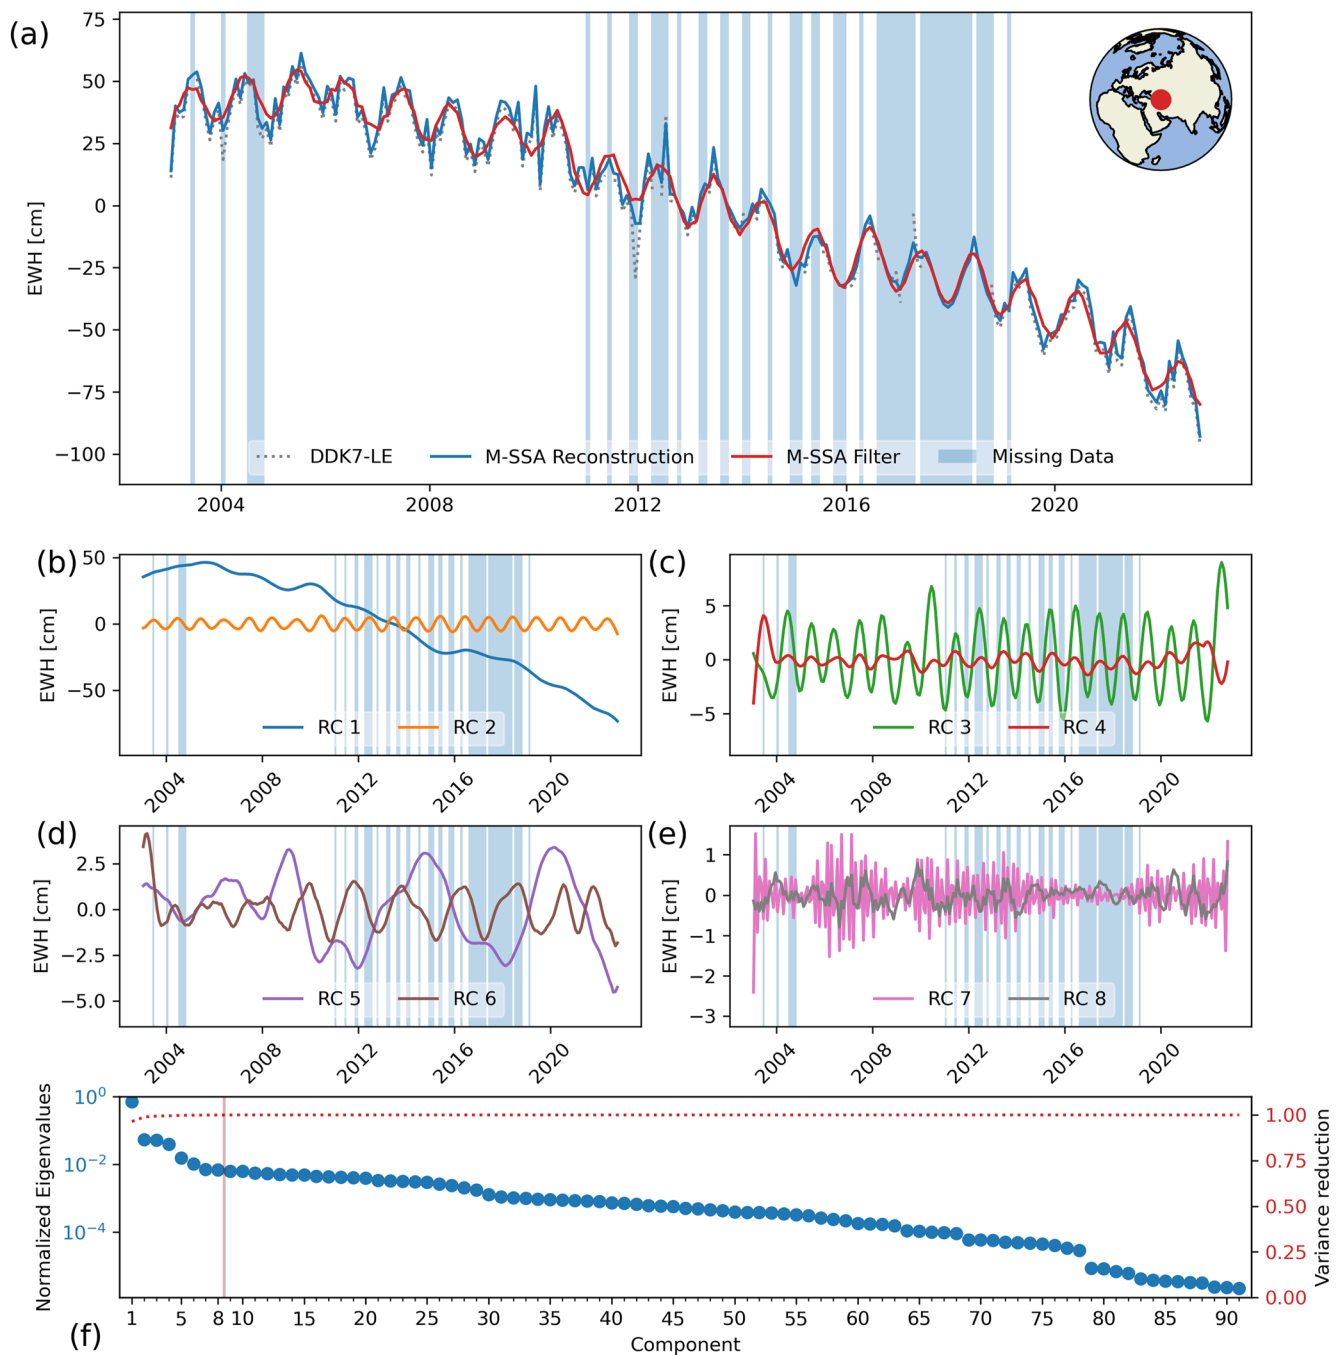 (a)
EWH [cm]
75
50
25
0
−25
−50
−75
−100
DDK7-LE
M-SSA Reconstruction
M-SSA Filter
Missing Data
2004
2008
2012
2016
2020
(b)
EWH [cm]
50
0
−50
RC 1
RC 2
2004
2008
2012
2016
2020
(c)
EWH [cm]
5
0
−5
RC 3
RC 4
2004
2008
2012
2016
2020
(d)
EWH [cm]
2.5
0.0
−2.5
−5.0
RC 5
RC 6
2004
2008
2012
2016
2020
(e)
EWH [cm]
1
0
−1
−2
−3
RC 7
RC 8
2004
2008
2012
2016
2020
Normalized Eigenvalues
10⁰
10⁻²
10⁻⁴
1.00
0.75
0.50
0.25
0.00
Variance reduction
1 5 8 10 15 20 25 30 35 40 45 50 55 60 65 70 75 80 85 90
(f)
Component